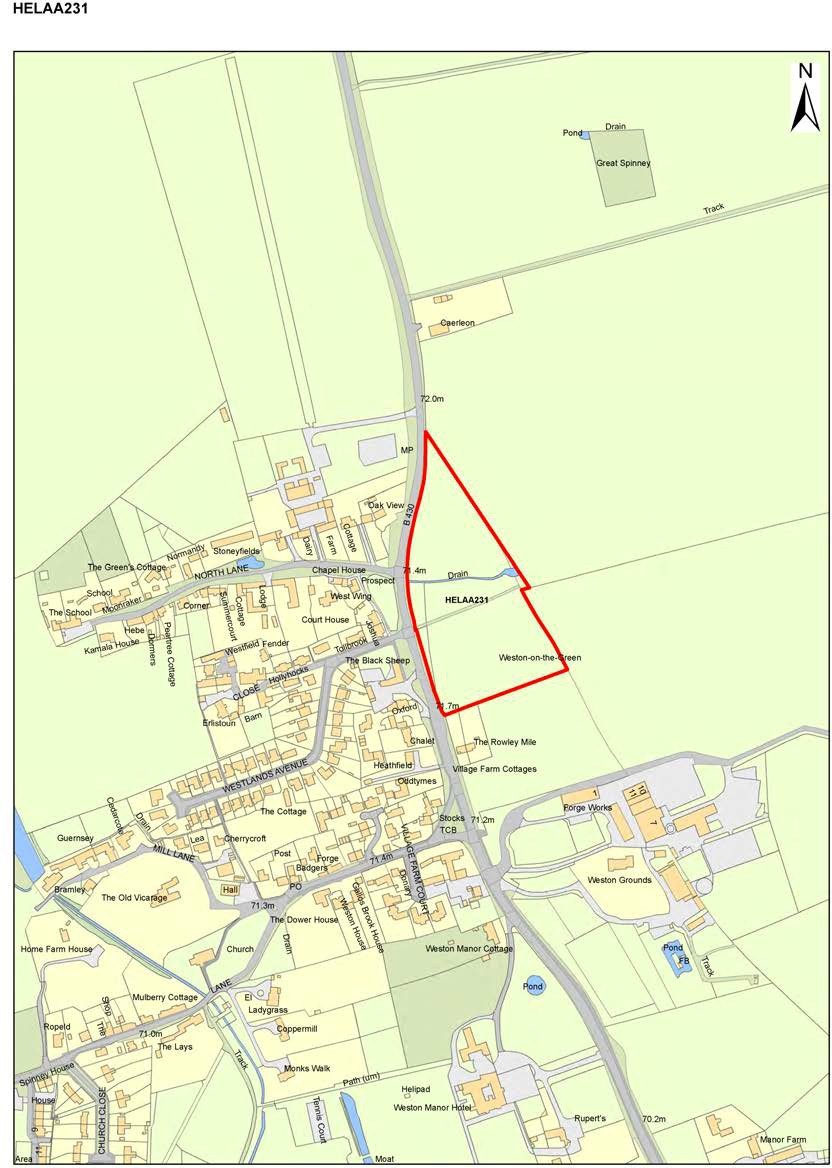 HELAA231
N
Drain
Pond
Great Spinney
Track
Caerleon
72.0m
MP
Oak View
B 430
Dairy
Farm
Cottage
Normandy
Stoneyfields
The Green's Cottage
NORTH LANE
Chapel House
71.4m
Drain
Prospect
School
Moonraker
The School
Corner
Summercourt
Cottage
Lodge
West Wing
HELAA231
Court House
Hebe
Kamala House
Dormers
Peartree Cottage
Joshua
Tollbrook
Westfield
Fender
The Black Sheep
Weston-on-the-Green
Hollyhocks
CLOSE
Erlistoun
Barn
Oxford
71.7m
Chalet
The Rowley Mile
Heathfield
Village Farm Cottages
WESTLANDS AVENUE
Oddtymes
Cedarcote
Drain
The Cottage
Forge Works
1
10
11
7
Stocks
TCB
71.2m
Guernsey
Lea
Cherrycroft
MILL LANE
Post
Forge
Badgers
71.4m
VILLAGE FARM COURT
Weston Grounds
Bramley
The Old Vicarage
Hall
PO
71.3m
The Dower House
Weston House
Gallos Brook House
Home Farm House
Church
Drain
Weston Manor Cottage
Pond
FB
Track
Pond
LANE
Mulberry Cottage
El
Ladygrass
Shop
The
Ropeld
71.0m
The Lays
Coppermill
Track
Monks Walk
Spinney House
Path (um)
House
Helipad
Weston Manor Hotel
Tennis Court
CHURCH CLOSE
Rupert's
70.2m
9
11
Area
Moat
Manor Farm